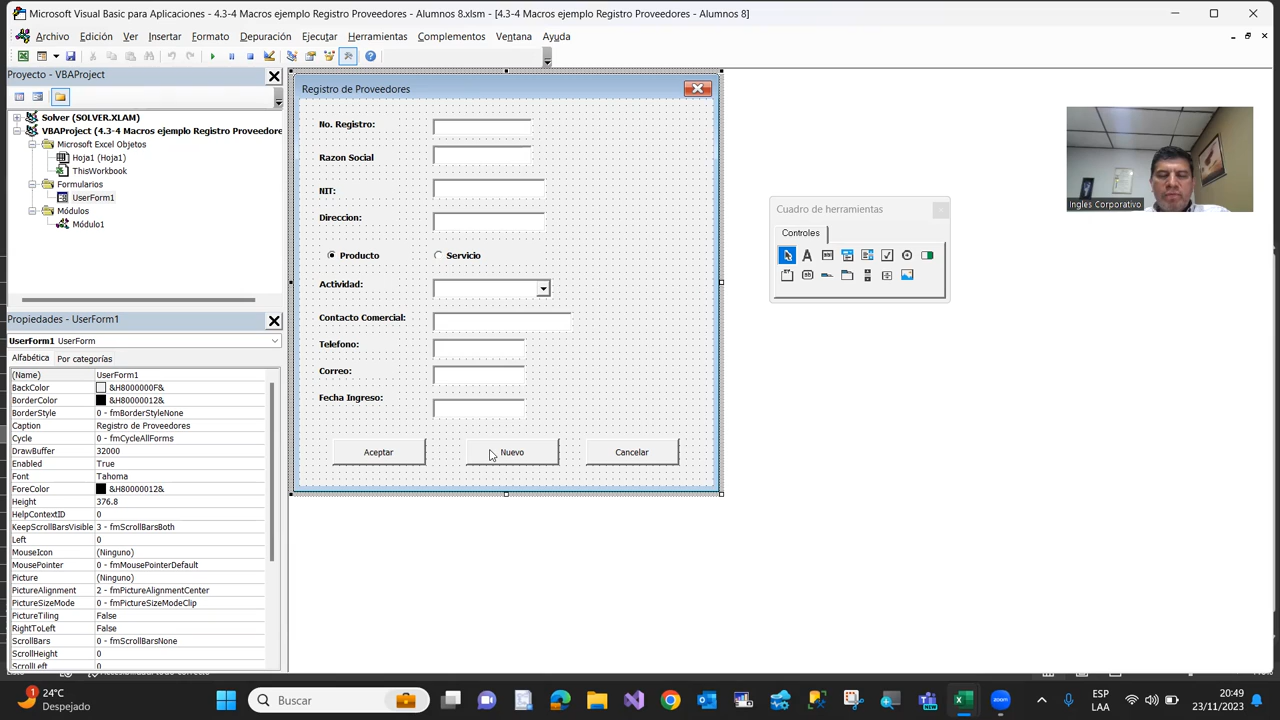 Microsoft Visual Basic para Aplicaciones - 4.3-4 Macros ejemplo Registro Proveedores - Alumnos 8.xlsm - [4.3-4 Macros ejemplo Registro Proveedores - Alumnos 8]
Archivo Edición Ver Insertar Formato Depuración Ejecutar Herramientas Complementos Ventana Ayuda
Proyecto - VBAProject
Solver (SOLVER.XLAM)
VBAProject (4.3-4 Macros ejemplo Registro Proveedore
Microsoft Excel Objetos
Hoja1 (Hoja1)
ThisWorkbook
Formularios
UserForm1
Módulos
Módulo1
Propiedades - UserForm1
UserForm1 UserForm
Alfabética Por categorías
(Name) UserForm1
BackColor &H8000000F&
BorderColor &H80000012&
BorderStyle 0 - fmBorderStyleNone
Caption Registro de Proveedores
Cycle 0 - fmCycleAllForms
DrawBuffer 32000
Enabled True
Font Tahoma
ForeColor &H80000012&
Height 376.8
HelpContextID 0
KeepScrollBarsVisible 3 - fmScrollBarsBoth
Left 0
MouseIcon (Ninguno)
MousePointer 0 - fmMousePointerDefault
Picture (Ninguno)
PictureAlignment 2 - fmPictureAlignmentCenter
PictureSizeMode 0 - fmPictureSizeModeClip
PictureTiling False
RightToLeft False
ScrollBars 0 - fmScrollBarsNone
ScrollHeight 0
ScrollLeft 0
Registro de Proveedores
No. Registro:
Razon Social
NIT:
Direccion:
Producto Servicio
Actividad:
Contacto Comercial:
Telefono:
Correo:
Fecha Ingreso:
Aceptar Nuevo Cancelar
Cuadro de herramientas
Controles
Ingles Corporativo
24°C
Despejado
Buscar
ESP
LAA
20:49
23/11/2023